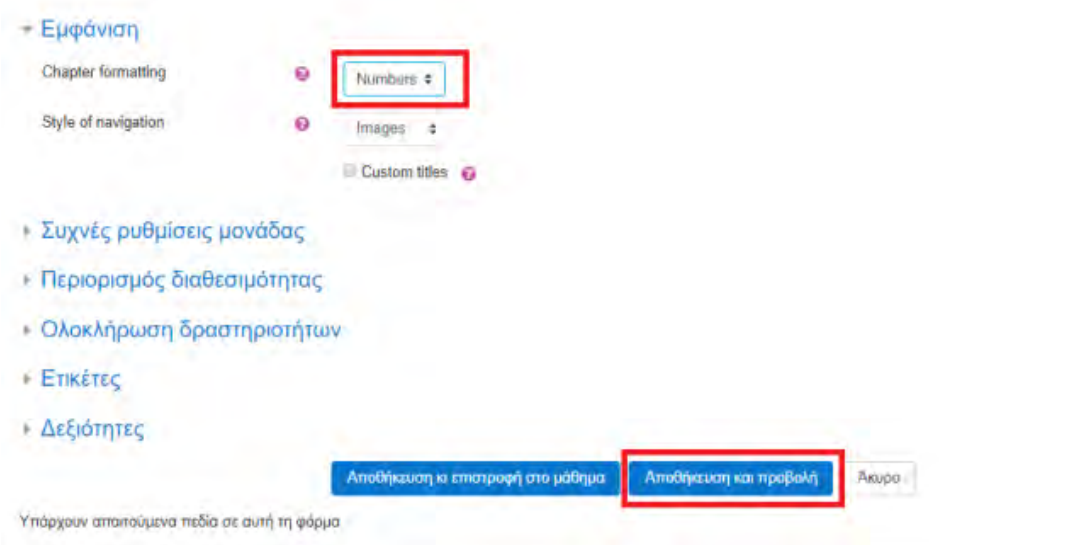 Εμφάνιση
Chapter formatting Numbers
Style of navigation Images
Custom titles
Συχνές ρυθμίσεις μονάδας
Περιορισμός διαθεσιμότητας
Ολοκλήρωση δραστηριοτήτων
Ετικέτες
Δεξιότητες
Αποθήκευση κι επιστροφή στο μάθημα Αποθήκευση και προβολή Άκυρο
Υπάρχουν απαιτούμενα πεδία σε αυτή τη φόρμα